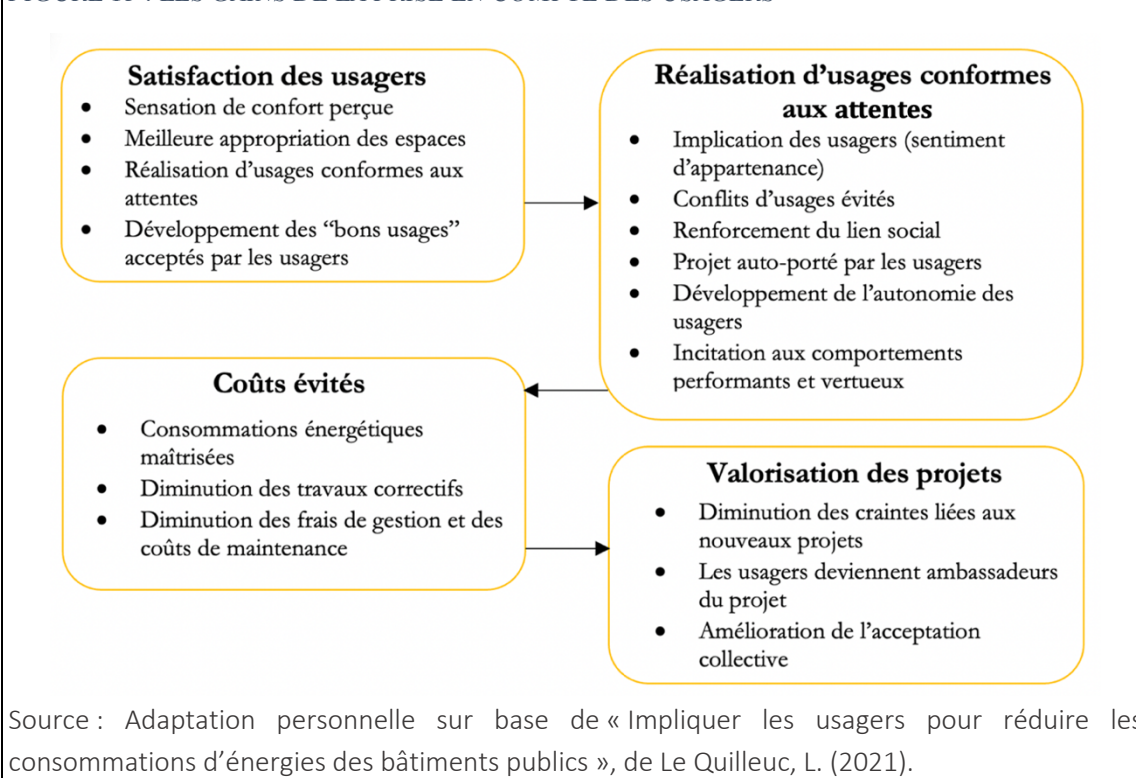 Satisfaction des usagers
• Sensation de confort perçue
• Meilleure appropriation des espaces
• Réalisation d'usages conformes aux
attentes
• Développement des “bons usages”
acceptés par les usagers
Réalisation d'usages conformes
aux attentes
• Implication des usagers (sentiment
d'appartenance)
• Conflits d'usages évités
• Renforcement du lien social
• Projet auto-porté par les usagers
• Développement de l'autonomie des
usagers
• Incitation aux comportements
performants et vertueux
Coûts évités
• Consommations énergétiques
maîtrisées
• Diminution des travaux correctifs
• Diminution des frais de gestion et des
coûts de maintenance
Valorisation des projets
• Diminution des craintes liées aux
nouveaux projets
• Les usagers deviennent ambassadeurs
du projet
• Amélioration de l'acceptation
collective
Source : Adaptation personnelle sur base de « Impliquer les usagers pour réduire les
consommations d'énergies des bâtiments publics », de Le Quilleuc, L. (2021).